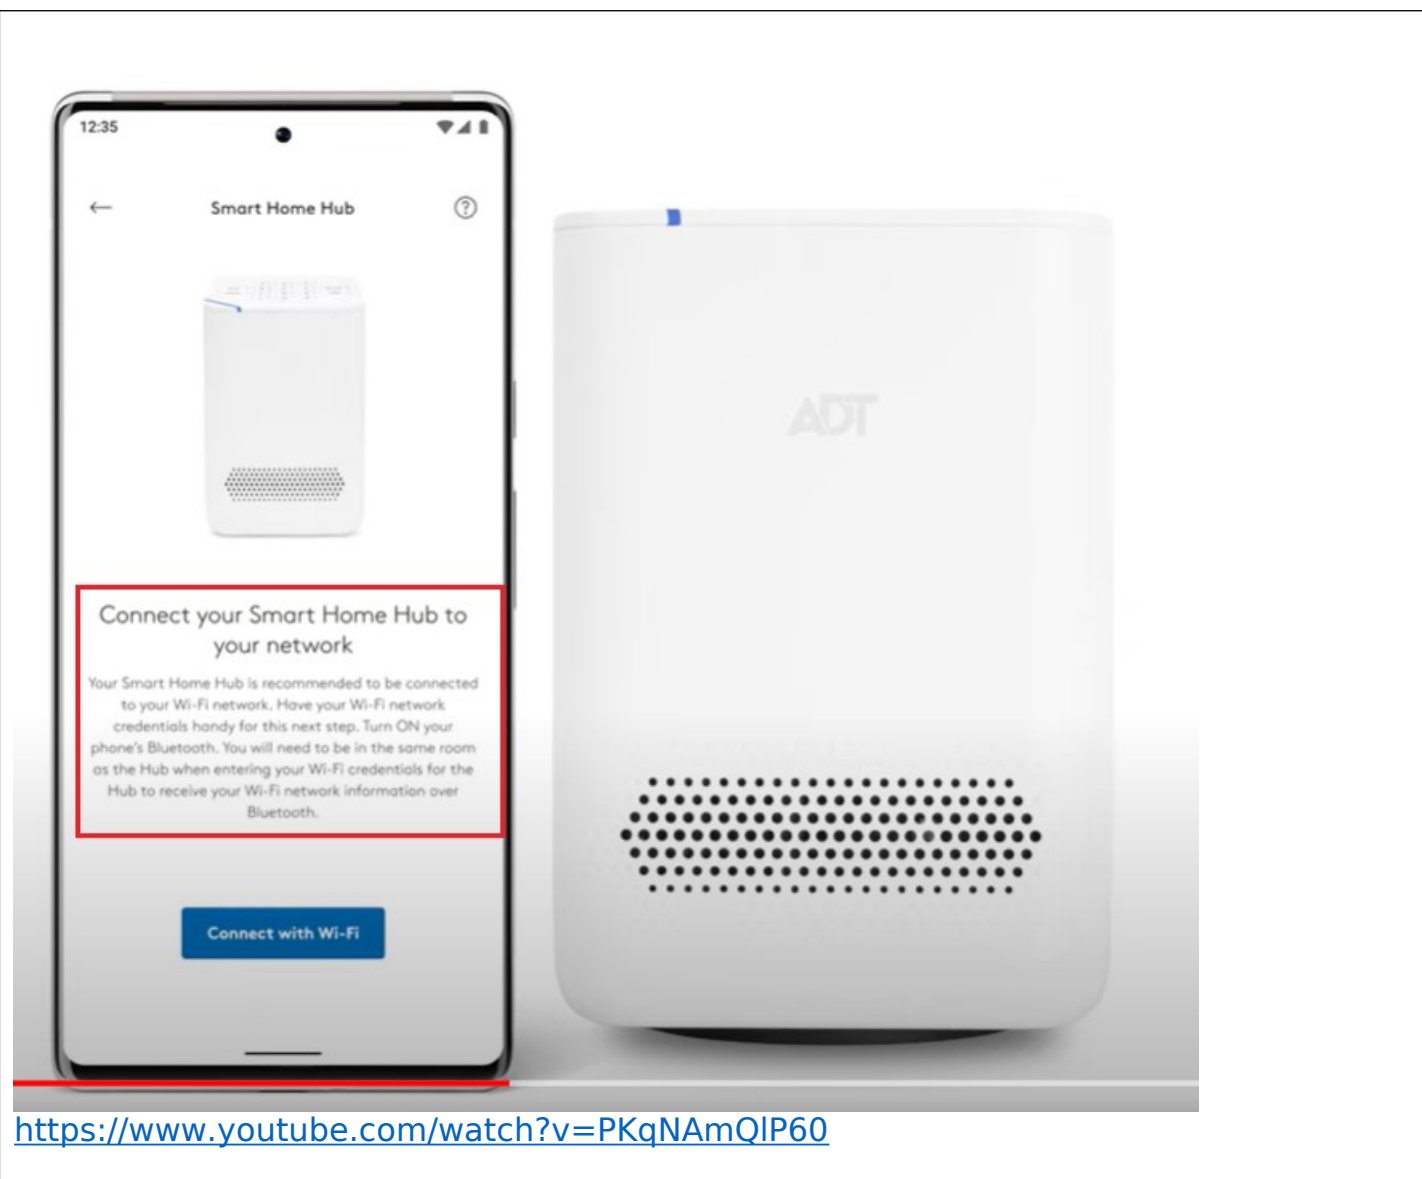 12:35
Smart Home Hub
ADT
Connect your Smart Home Hub to
your network
Your Smart Home Hub is recommended to be connected
to your Wi-Fi network. Have your Wi-Fi network
credentials handy for this next step. Turn ON your
phone's Bluetooth. You will need to be in the same room
as the Hub when entering your Wi-Fi credentials for the
Hub to receive your Wi-Fi network information over
Bluetooth.
Connect with Wi-Fi
https://www.youtube.com/watch?v=PKqNAmQlP60